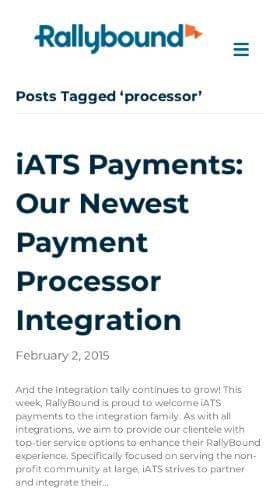 Rallybound
Posts Tagged ‘processor’
iATS Payments:
Our Newest
Payment
Processor
Integration
February 2, 2015
And the Integration tally continues to grow! This
week, RallyBound is proud to welcome iATS
payments to the integration family. As with all
integrations, we aim to provide our clientele with
top-tier service options to enhance their RallyBound
experience. Specifically focused on serving the non-
profit community at large, iATS strives to partner
and integrate their...